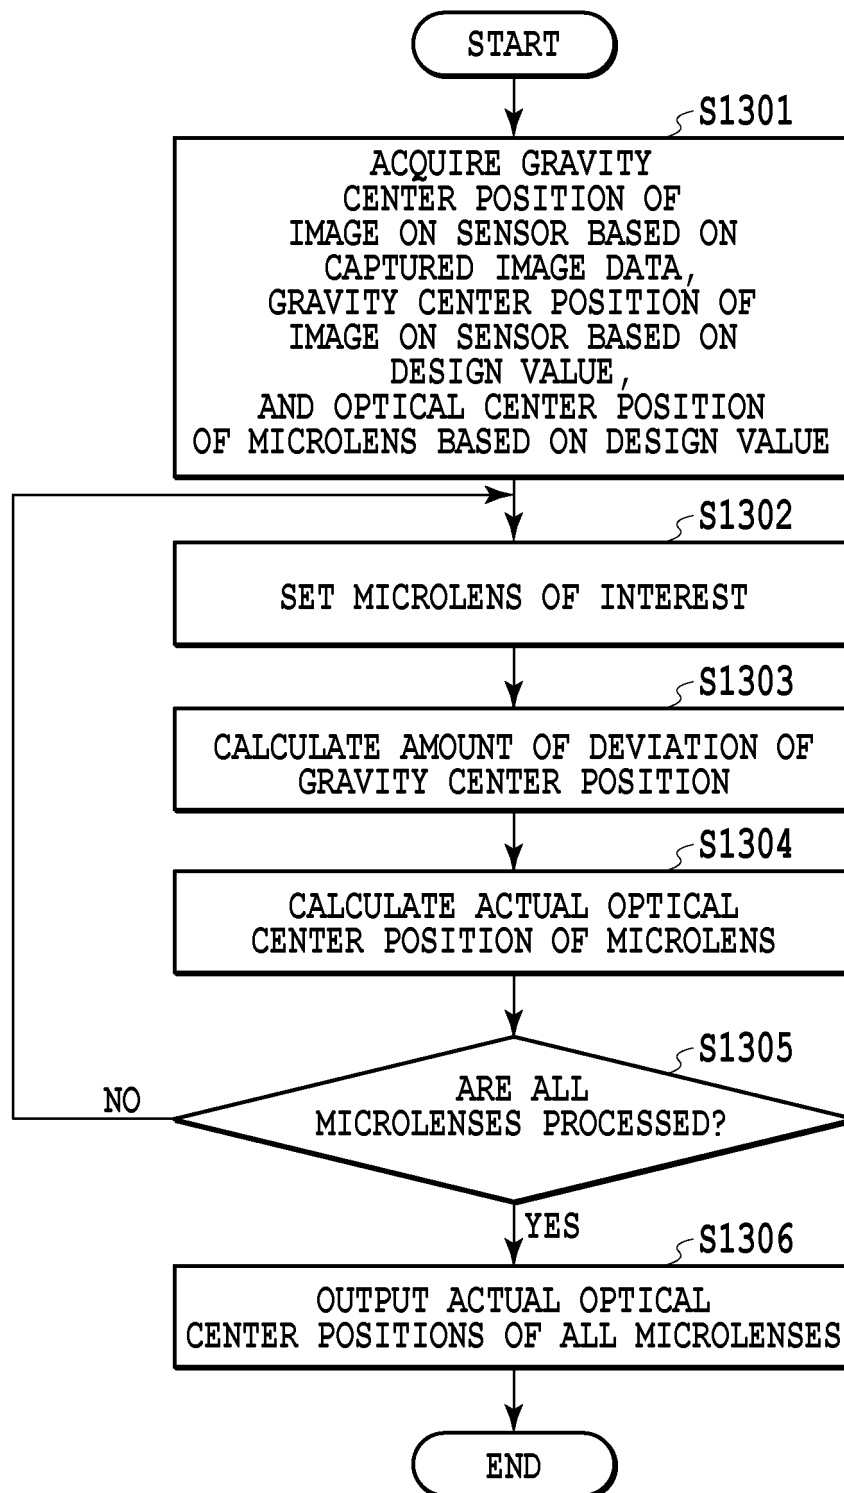 START
S1301
ACQUIRE GRAVITY
CENTER POSITION OF
IMAGE ON SENSOR BASED ON
CAPTURED IMAGE DATA,
GRAVITY CENTER POSITION OF
IMAGE ON SENSOR BASED ON
DESIGN VALUE,
AND OPTICAL CENTER POSITION
OF MICROLENS BASED ON DESIGN VALUE
S1302
SET MICROLENS OF INTEREST
S1303
CALCULATE AMOUNT OF DEVIATION OF
GRAVITY CENTER POSITION
S1304
CALCULATE ACTUAL OPTICAL
CENTER POSITION OF MICROLENS
S1305
ARE ALL
MICROLENSES PROCESSED?
NO
YES
S1306
OUTPUT ACTUAL OPTICAL
CENTER POSITIONS OF ALL MICROLENSES
END